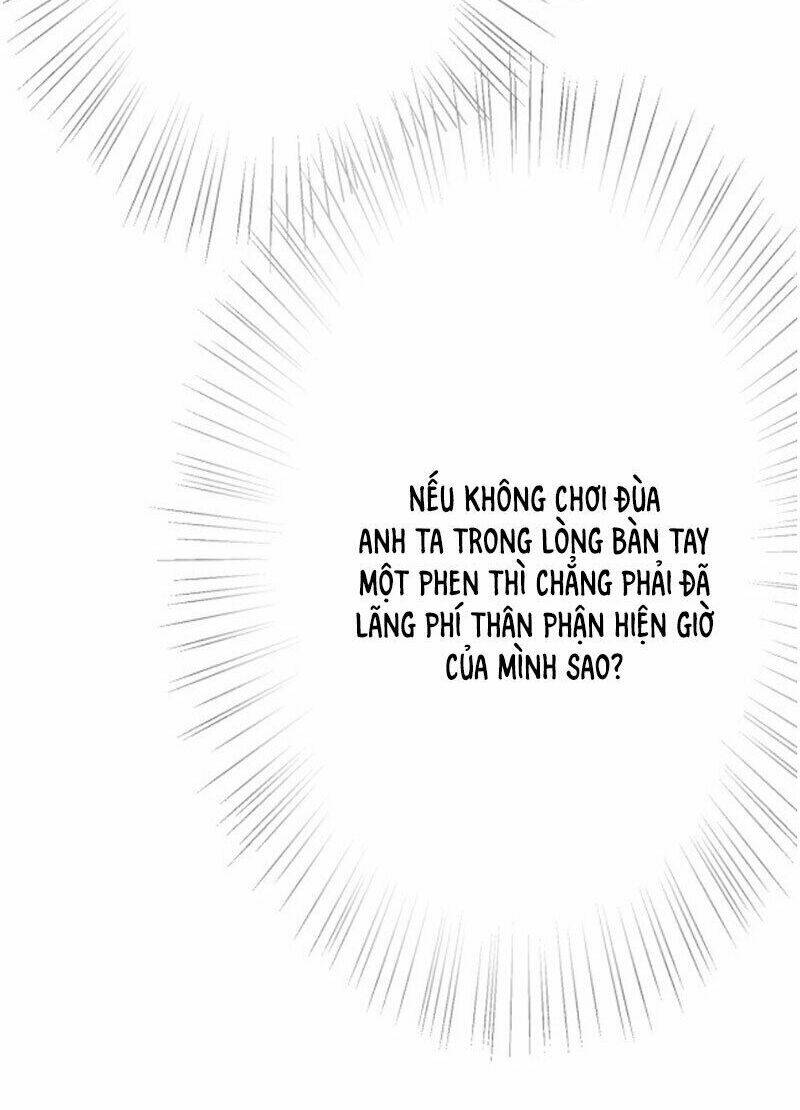 NẾU KHÔNG CHƠI ĐÙA
ANH TA TRONG LÒNG BÀN TAY
MỘT PHEN THÌ CHẲNG PHẢI ĐÃ
LÃNG PHÍ THÂN PHẬN HIỆN GIỜ
CỦA MÌNH SAO?